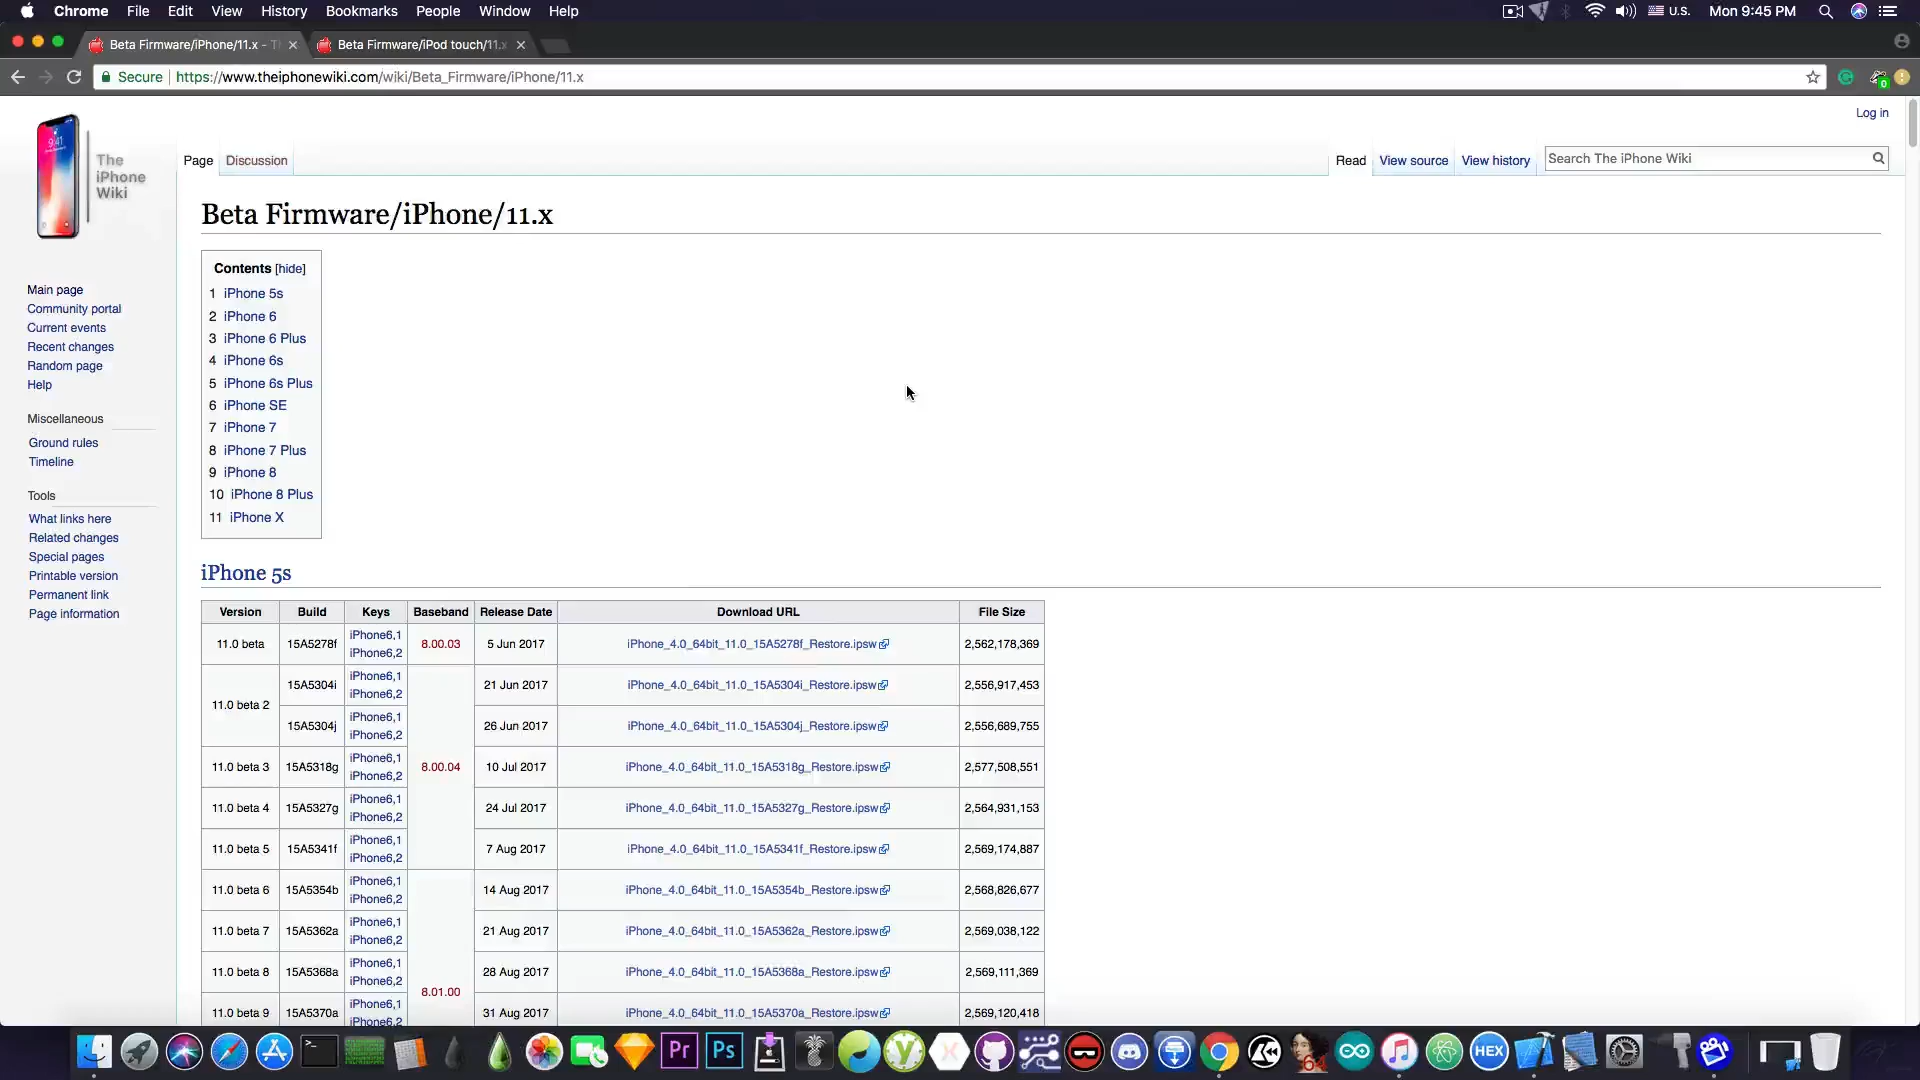 Chrome File Edit View History Bookmarks People Window Help U.S. Mon 9:45 PM
Beta Firmware/iPhone/11.x - T Beta Firmware/iPod touch/11.x
Secure https://www.theiphonewiki.com/wiki/Beta_Firmware/iPhone/11.x 0
Log in
9:41
The
iPhone
Wiki
Page Discussion Read View source View history Search The iPhone Wiki
Beta Firmware/iPhone/11.x
Contents [hide]
1 iPhone 5s
2 iPhone 6
3 iPhone 6 Plus
4 iPhone 6s
5 iPhone 6s Plus
6 iPhone SE
7 iPhone 7
8 iPhone 7 Plus
9 iPhone 8
10 iPhone 8 Plus
11 iPhone X
Main page
Community portal
Current events
Recent changes
Random page
Help
Miscellaneous
Ground rules
Timeline
Tools
What links here
Related changes
Special pages
Printable version
Permanent link
Page information
iPhone 5s
Version Build Keys Baseband Release Date Download URL File Size
11.0 beta 15A5278f iPhone6,1 iPhone6,2 8.00.03 5 Jun 2017 iPhone_4.0_64bit_11.0_15A5278f_Restore.ipsw 2,562,178,369
11.0 beta 2 15A5304i iPhone6,1 iPhone6,2 21 Jun 2017 iPhone_4.0_64bit_11.0_15A5304i_Restore.ipsw 2,556,917,453
15A5304j iPhone6,1 iPhone6,2 26 Jun 2017 iPhone_4.0_64bit_11.0_15A5304j_Restore.ipsw 2,556,689,755
11.0 beta 3 15A5318g iPhone6,1 iPhone6,2 8.00.04 10 Jul 2017 iPhone_4.0_64bit_11.0_15A5318g_Restore.ipsw 2,577,508,551
11.0 beta 4 15A5327g iPhone6,1 iPhone6,2 24 Jul 2017 iPhone_4.0_64bit_11.0_15A5327g_Restore.ipsw 2,564,931,153
11.0 beta 5 15A5341f iPhone6,1 iPhone6,2 7 Aug 2017 iPhone_4.0_64bit_11.0_15A5341f_Restore.ipsw 2,569,174,887
11.0 beta 6 15A5354b iPhone6,1 iPhone6,2 14 Aug 2017 iPhone_4.0_64bit_11.0_15A5354b_Restore.ipsw 2,568,826,677
11.0 beta 7 15A5362a iPhone6,1 iPhone6,2 21 Aug 2017 iPhone_4.0_64bit_11.0_15A5362a_Restore.ipsw 2,569,038,122
11.0 beta 8 15A5368a iPhone6,1 iPhone6,2 28 Aug 2017 iPhone_4.0_64bit_11.0_15A5368a_Restore.ipsw 2,569,111,369
8.01.00
11.0 beta 9 15A5370a iPhone6,1 iPhone6,2 31 Aug 2017 iPhone_4.0_64bit_11.0_15A5370a_Restore.ipsw 2,569,120,418
Pr Ps HEX